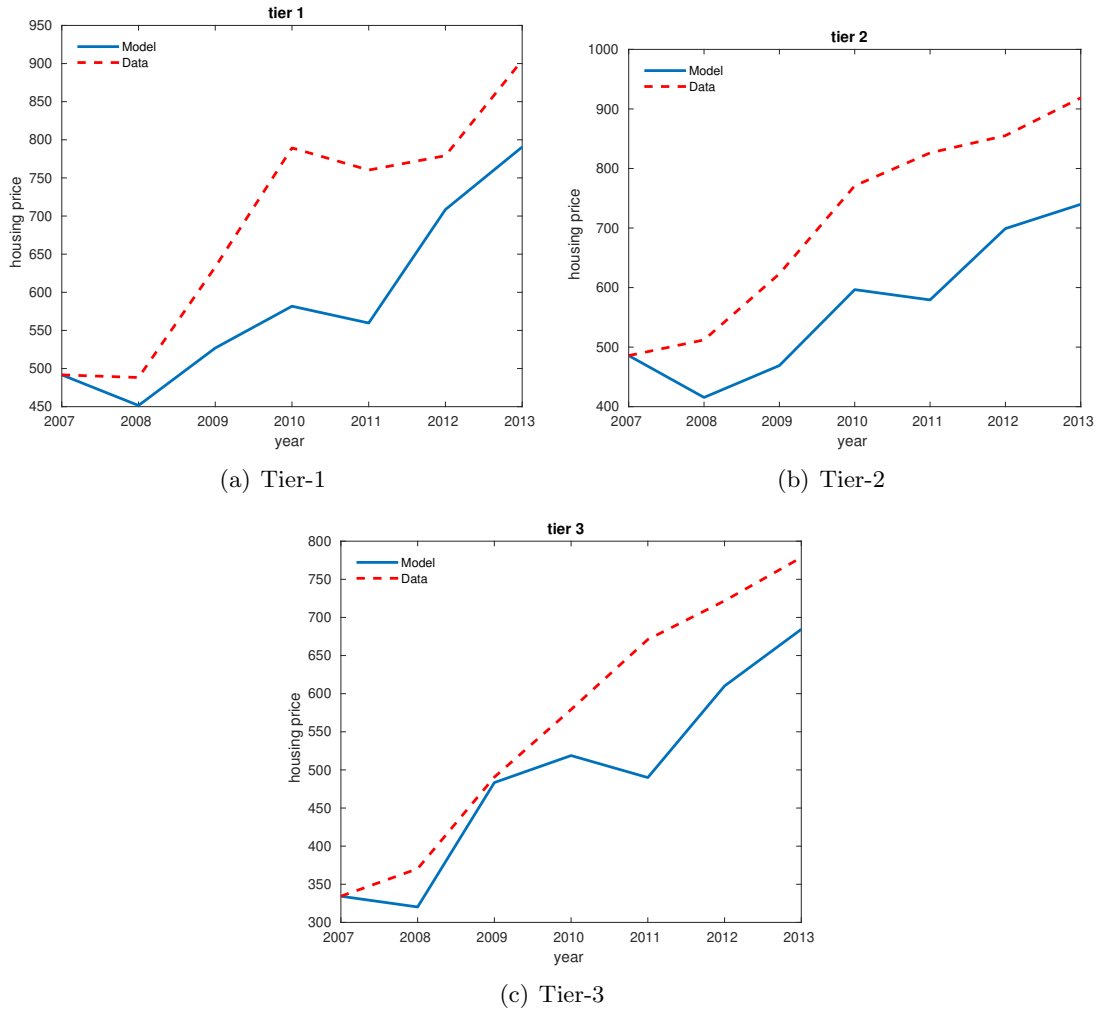 tier 1
950
900
850
800
750
700
650
600
550
500
450
housing price
Model
Data
2007 2008 2009 2010 2011 2012 2013
year
(a) Tier-1
tier 2
1000
900
800
700
600
500
400
housing price
Model
Data
2007 2008 2009 2010 2011 2012 2013
year
(b) Tier-2
tier 3
800
750
700
650
600
550
500
450
400
350
300
housing price
Model
Data
2007 2008 2009 2010 2011 2012 2013
year
(c) Tier-3